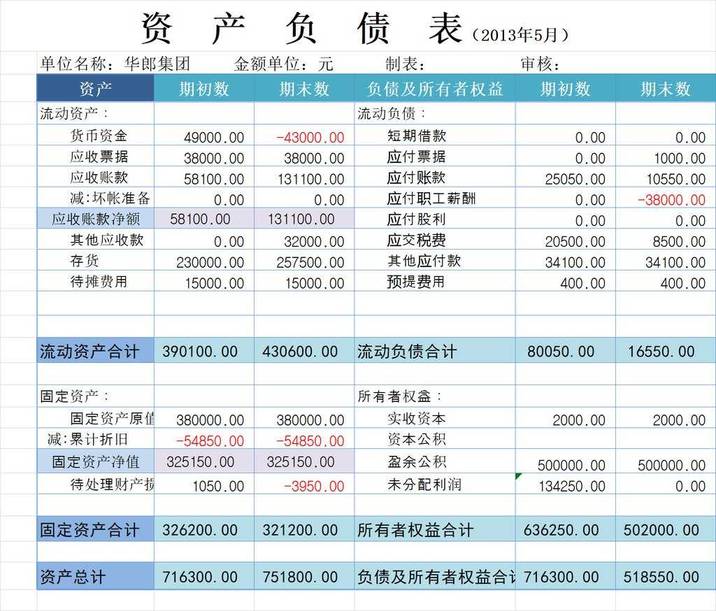 资 产 负 债 表(2013年5月)
单位名称：华郎集团 金额单位：元 制表： 审核：
资产 期初数 期末数 负债及所有者权益 期初数 期末数
流动资产： 流动负债：
货币资金 49000.00 -43000.00 短期借款 0.00 0.00
应收票据 38000.00 38000.00 应付票据 0.00 1000.00
应收账款 58100.00 131100.00 应付账款 25050.00 10550.00
减:坏帐准备 0.00 0.00 应付职工薪酬 0.00 -38000.00
应收账款净额 58100.00 131100.00 应付股利 0.00 0.00
其他应收款 0.00 32000.00 应交税费 20500.00 8500.00
存货 230000.00 257500.00 其他应付款 34100.00 34100.00
待摊费用 15000.00 15000.00 预提费用 400.00 400.00
流动资产合计 390100.00 430600.00 流动负债合计 80050.00 16550.00
固定资产： 所有者权益：
固定资产原值 380000.00 380000.00 实收资本 2000.00 2000.00
减:累计折旧 -54850.00 -54850.00 资本公积
固定资产净值 325150.00 325150.00 盈余公积 500000.00 500000.00
待处理财产损 1050.00 -3950.00 未分配利润 134250.00 0.00
固定资产合计 326200.00 321200.00 所有者权益合计 636250.00 502000.00
资产总计 716300.00 751800.00 负债及所有者权益合计 716300.00 518550.00